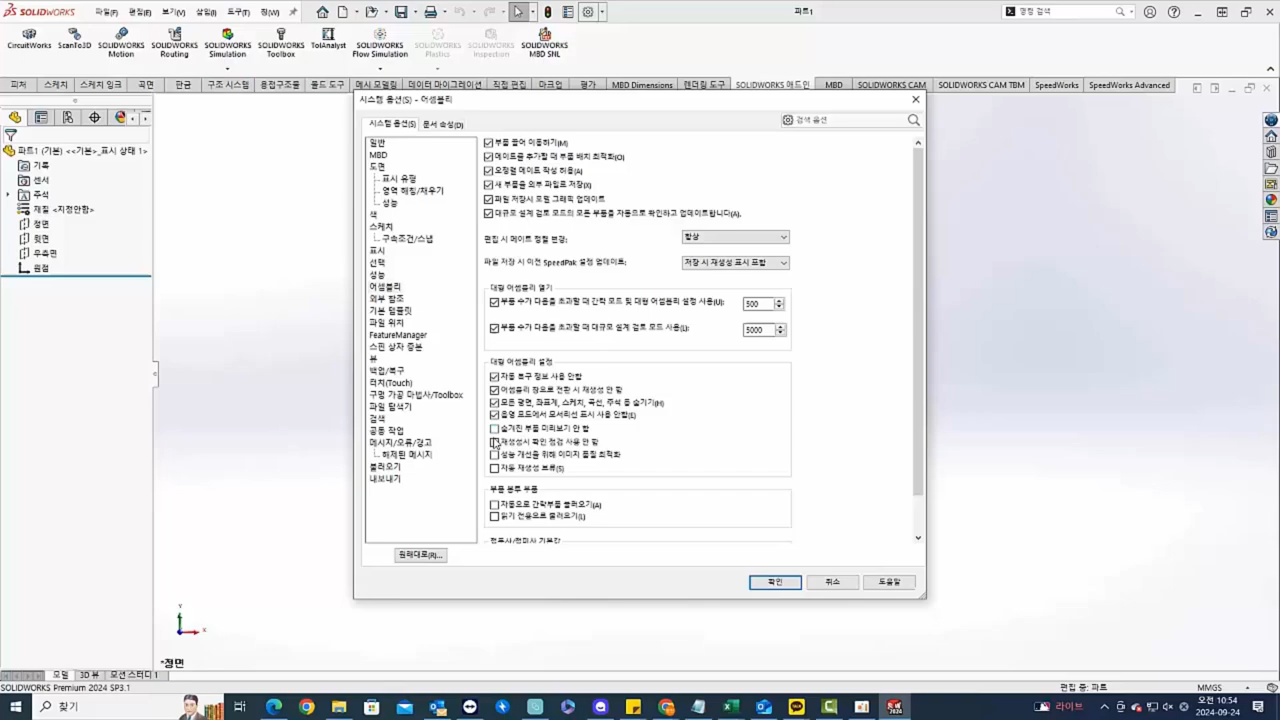 SOLIDWORKS 파일(F) 편집(E) 보기(V) 삽입(I) 도구(T) 창(W) 파트1 명령 검색
CircuitWorks ScanTo3D SOLIDWORKS Motion SOLIDWORKS Routing SOLIDWORKS Simulation SOLIDWORKS Toolbox TolAnalyst SOLIDWORKS Flow Simulation SOLIDWORKS Plastics SOLIDWORKS Inspection SOLIDWORKS MBD SNL
피처 스케치 스케치 잉크 곡면 판금 구조 시스템 용접구조물 몰드 도구 메시 모델링 데이터 마이그레이션 직접 편집 마크업 평가 MBD Dimensions 렌더링 도구 SOLIDWORKS 애드인 MBD SOLIDWORKS CAM SOLIDWORKS CAM TBM SpeedWorks SpeedWorks Advanced
파트1 (기본) <<기본>_표시 상태 1>
기록
센서
주석
재질 <지정안함>
정면
윗면
우측면
원점
시스템 옵션(S) - 어셈블리
시스템 옵션(S) 문서 속성(D) 검색 옵션
일반
MBD
도면
표시 유형
영역 해칭/채우기
성능
색
스케치
구속조건/스냅
표시
선택
성능
어셈블리
외부 참조
기본 템플릿
파일 위치
FeatureManager
스핀 상자 증분
뷰
백업/복구
터치(Touch)
구멍 가공 마법사/Toolbox
파일 탐색기
검색
공동 작업
메시지/오류/경고
해제된 메시지
불러오기
내보내기
원래대로(R)...
부품 끌어 이동하기(M)
메이트를 추가할 때 부품 배치 최적화(O)
오정렬 메이트 작성 허용(A)
새 부품을 외부 파일로 저장(X)
파일 저장시 모델 그래픽 업데이트
대규모 설계 검토 모드의 모든 부품을 자동으로 확인하고 업데이트합니다(A).
편집 시 메이트 정렬 변경: 항상
파일 저장 시 이전 SpeedPak 설정 업데이트: 저장 시 재생성 표시 포함
대형 어셈블리 열기
부품 수가 다음을 초과할 때 간략 모드 및 대형 어셈블리 설정 사용(U): 500
부품 수가 다음을 초과할 때 대규모 설계 검토 모드 사용(L): 5000
대형 어셈블리 설정
자동 복구 정보 사용 안함
어셈블리 창으로 전환 시 재생성 안 함
모든 평면, 좌표계, 스케치, 곡선, 주석 등 숨기기(H)
음영 모드에서 모서리선 표시 사용 안함(E)
숨겨진 부품 미리보기 안 함
재생성시 확인 점검 사용 안 함
성능 개선을 위해 이미지 품질 최적화
자동 재생성 보류(S)
부품 봉투 부품
자동으로 간략부품 불러오기(A)
읽기 전용으로 불러오기(L)
확인 취소 도움말
Y
X
*정면
모델 3D 뷰 모션 스터디 1
SOLIDWORKS Premium 2024 SP3.1 편집 중: 파트 MMGS
찾기 라이브 오전 10:54
2024-09-24